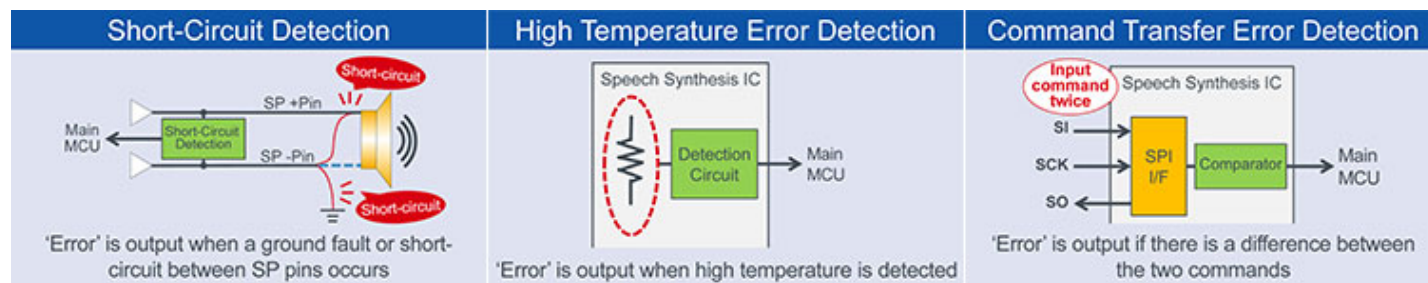 Short-Circuit Detection
Short-circuit
SP +Pin
Main
MCU
Short-Circuit
Detection
SP -Pin
Short-circuit
'Error' is output when a ground fault or short-
circuit between SP pins occurs
High Temperature Error Detection
Speech Synthesis IC
Detection
Circuit
Main
MCU
'Error' is output when high temperature is detected
Command Transfer Error Detection
Input
command
twice
Speech Synthesis IC
SI
SCK
SO
SPI
I/F
Comparator
Main
MCU
'Error' is output if there is a difference between
the two commands